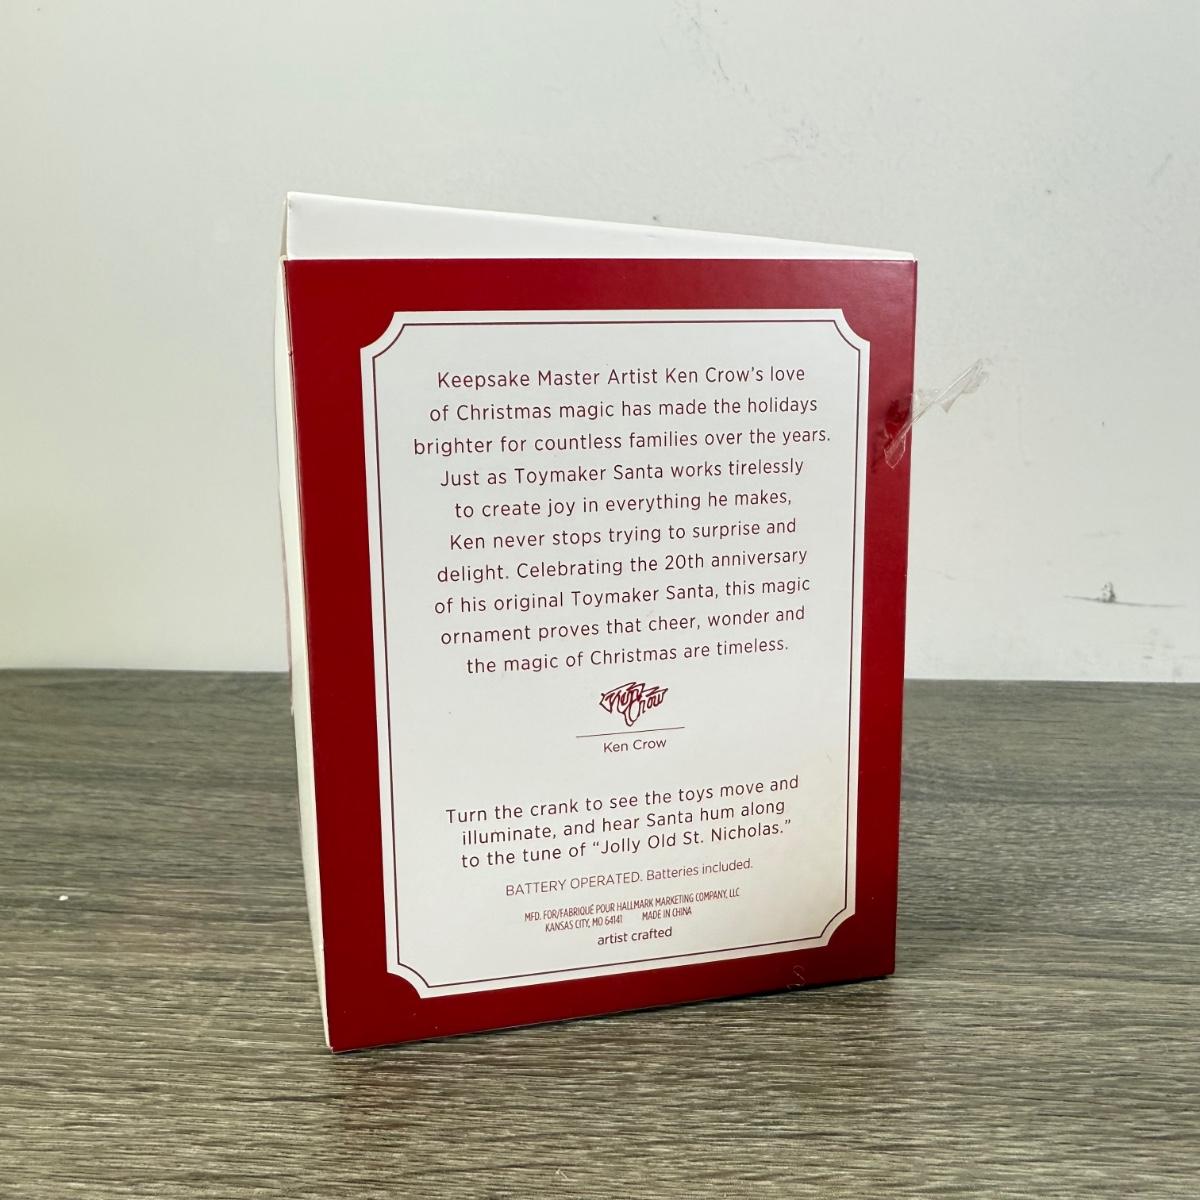 Keepsake Master Artist Ken Crow's love
of Christmas magic has made the holidays
brighter for countless families over the years.
Just as Toymaker Santa works tirelessly
to create joy in everything he makes,
Ken never stops trying to surprise and
delight. Celebrating the 20th anniversary
of his original Toymaker Santa, this magic
ornament proves that cheer, wonder and
the magic of Christmas are timeless.
Ken Crow
Ken Crow
Turn the crank to see the toys move and
illuminate, and hear Santa hum along
to the tune of “Jolly Old St. Nicholas.”
BATTERY OPERATED. Batteries included.
MFD. FOR/FABRIQUÉ POUR HALLMARK MARKETING COMPANY, LLC
KANSAS CITY, MO 64141 MADE IN CHINA
artist crafted